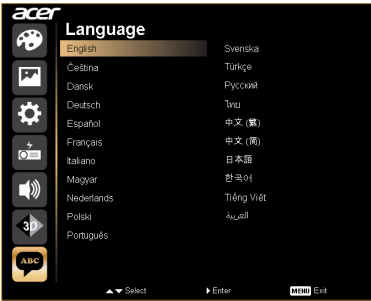 acer
Language
English
Čeština
Dansk
Deutsch
Español
Français
Italiano
Magyar
Nederlands
Polski
Português
Svenska
Türkçe
Русский
ไทย
中文 (繁)
中文 (简)
日本語
한국어
Tiếng Việt
العربية
3D
ABC
▲▼ Select ▶ Enter MENU Exit